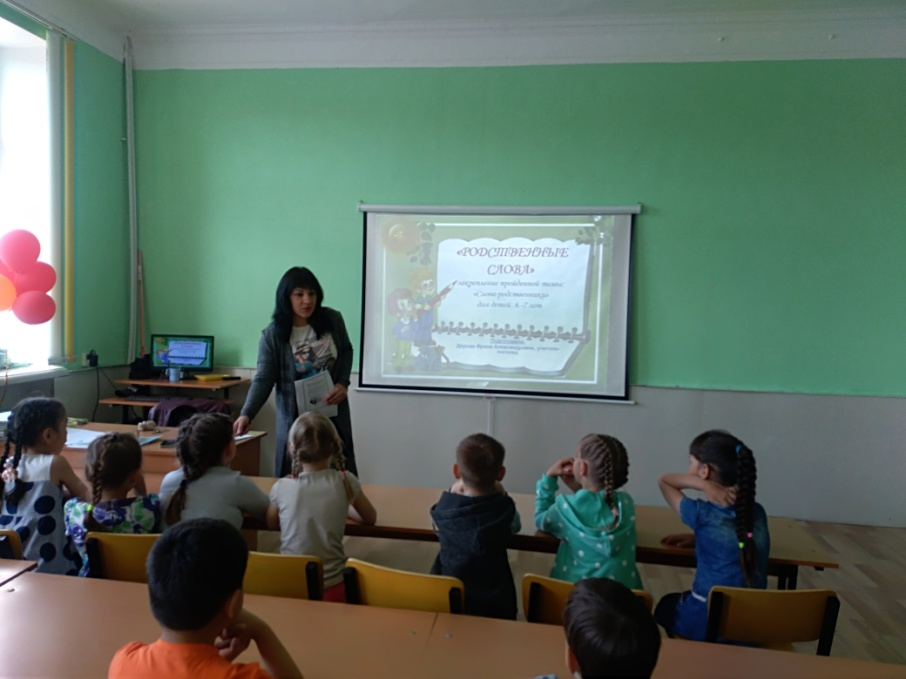 «РОДСТВЕННЫЕ
СЛОВА»
закрепление пройденной темы:
«Слова-родственники»
для детей 6-7 лет